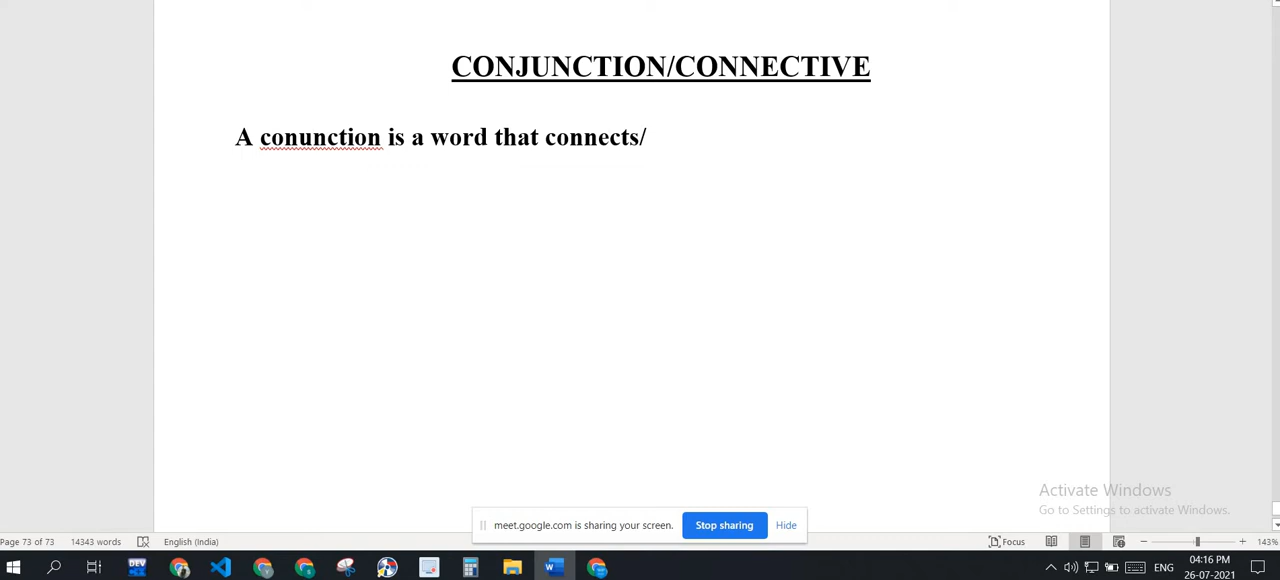 CONJUNCTION/CONNECTIVE
A conunction is a word that connects/
Activate Windows
Go to Settings to activate Windows.
meet.google.com is sharing your screen. Stop sharing Hide
Page 73 of 73 14343 words English (India) Focus 143%
DEV W ENG 04:16 PM
26-07-2021